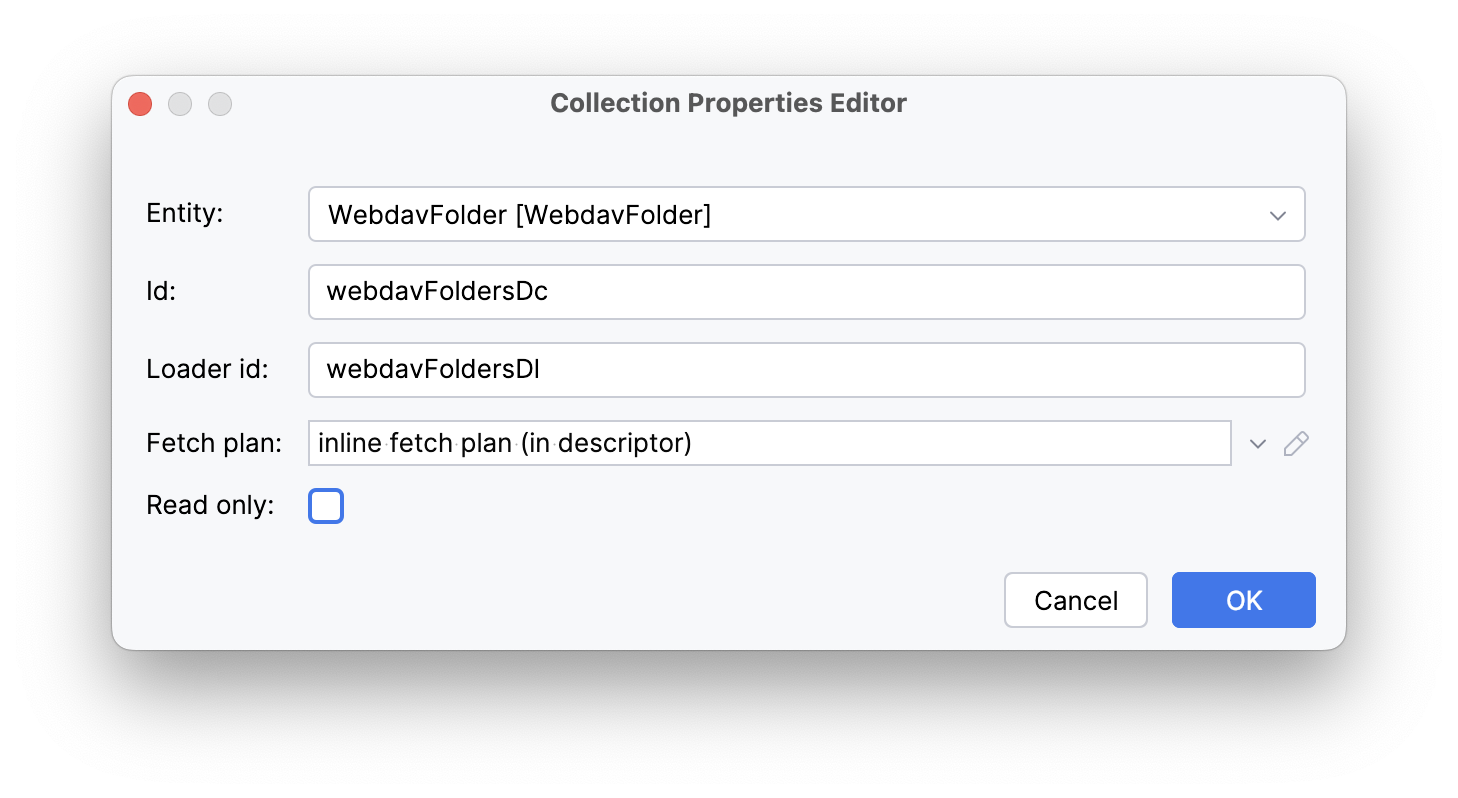 Collection Properties Editor
Entity: WebdavFolder [WebdavFolder]
Id: webdavFoldersDc
Loader id: webdavFoldersDl
Fetch plan: inline fetch plan (in descriptor)
Read only:
Cancel OK